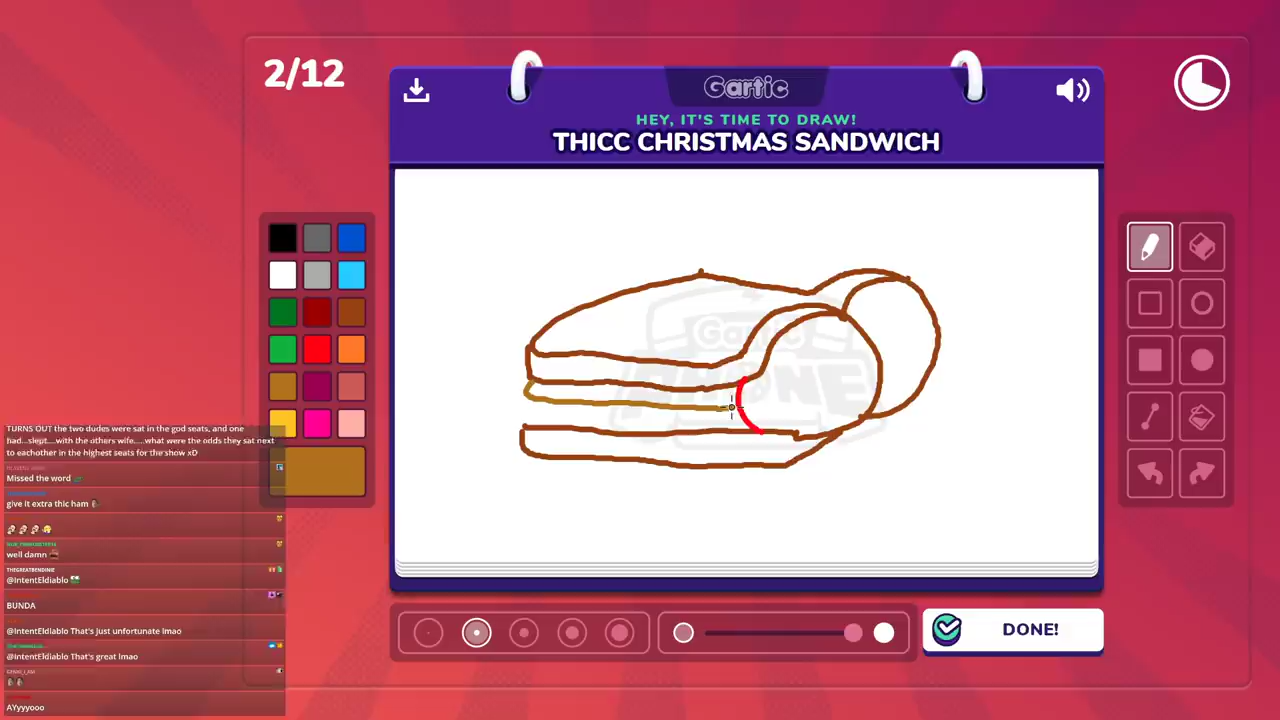 2/12
Gartic
HEY, IT'S TIME TO DRAW!
THICC CHRISTMAS SANDWICH
Gartic
TURNS OUT the two dudes were sat in the god seats, and one
had...slept....with the others wife.....what were the odds they sat next
to eachother in the highest seats for the show xD
Missed the word
give it extra thic ham
well damn
THEGREATBENDINIE
@IntentEldiablo
BUNDA
@IntentEldiablo That's just unfortunate lmao
@IntentEldiablo That's great lmao
AYyyyooo
DONE!